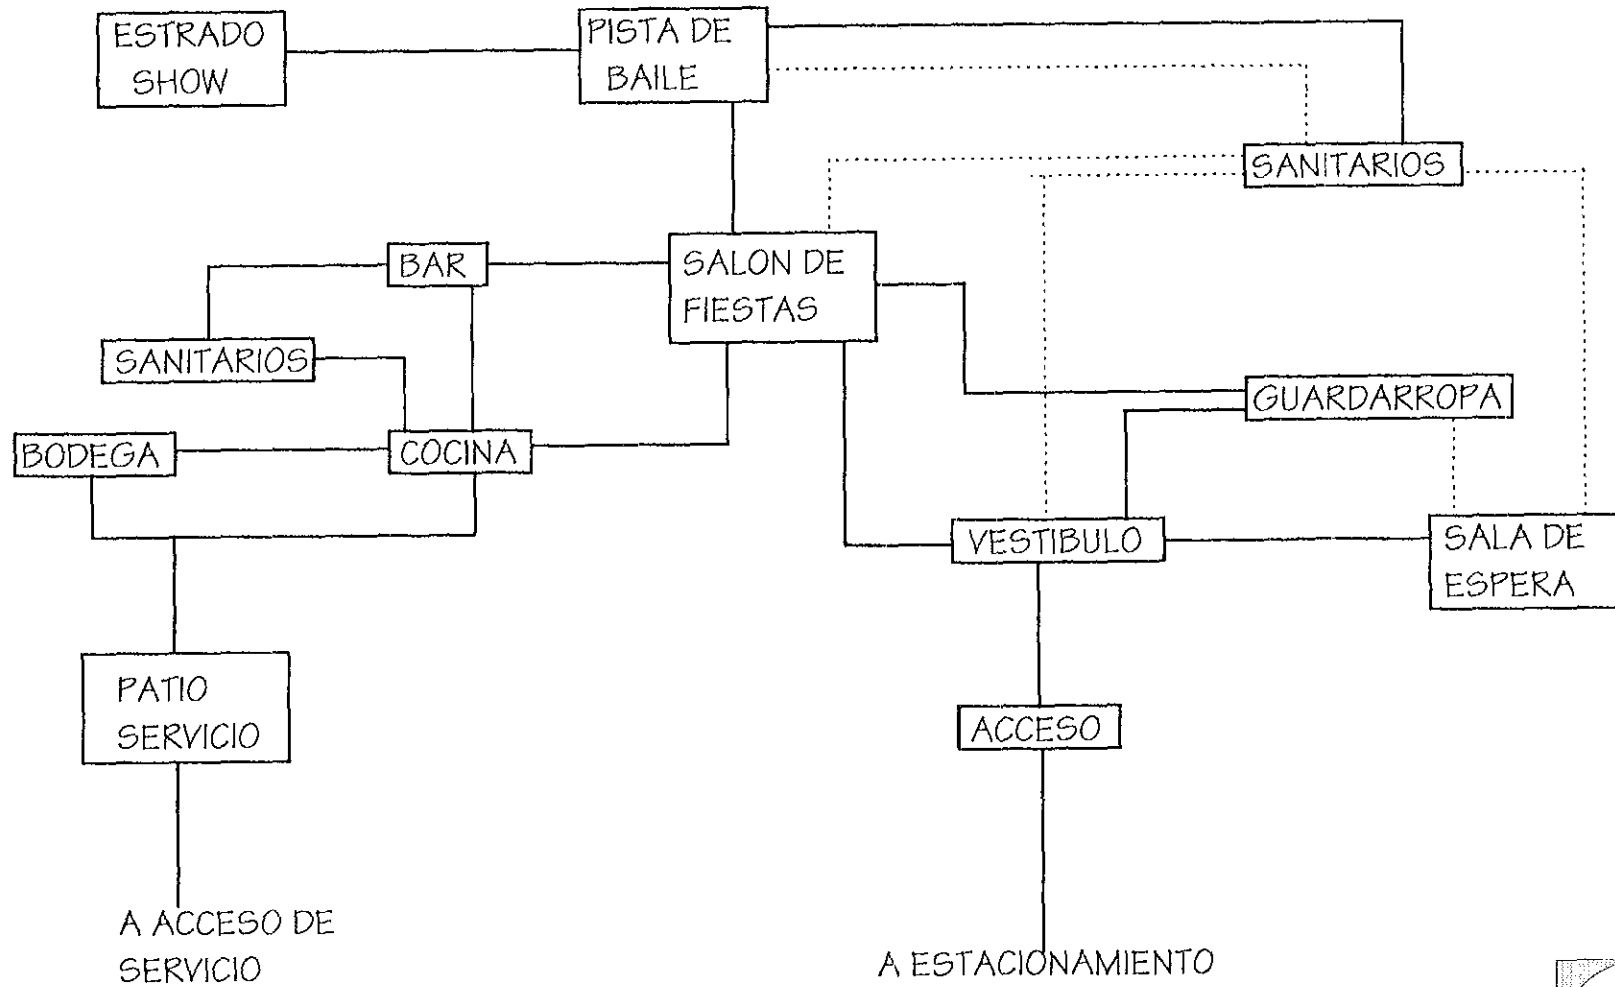 ESTRADO
SHOW
PISTA DE
BAILE
SANITARIOS
BAR
SALON DE
FIESTAS
SANITARIOS
GUARDARROPA
BODEGA
COCINA
VESTIBULO
SALA DE
ESPERA
PATIO
SERVICIO
ACCESO
A ACCESO DE
SERVICIO
A ESTACIONAMIENTO